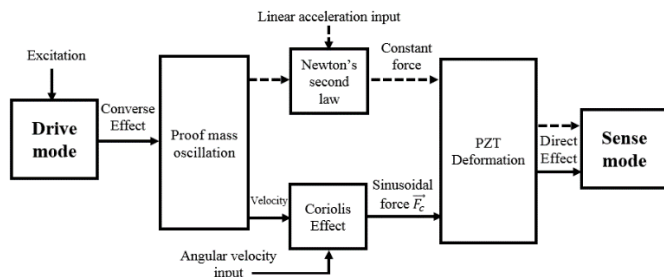 Linear acceleration input
Excitation
Newton's
second
law
Constant
force
Converse
Effect
Drive
mode
Proof mass
oscillation
PZT
Deformation
Direct
Effect
Sense
mode
Velocity
Coriolis
Effect
Sinusoidal
force F⃗c
Angular velocity
input